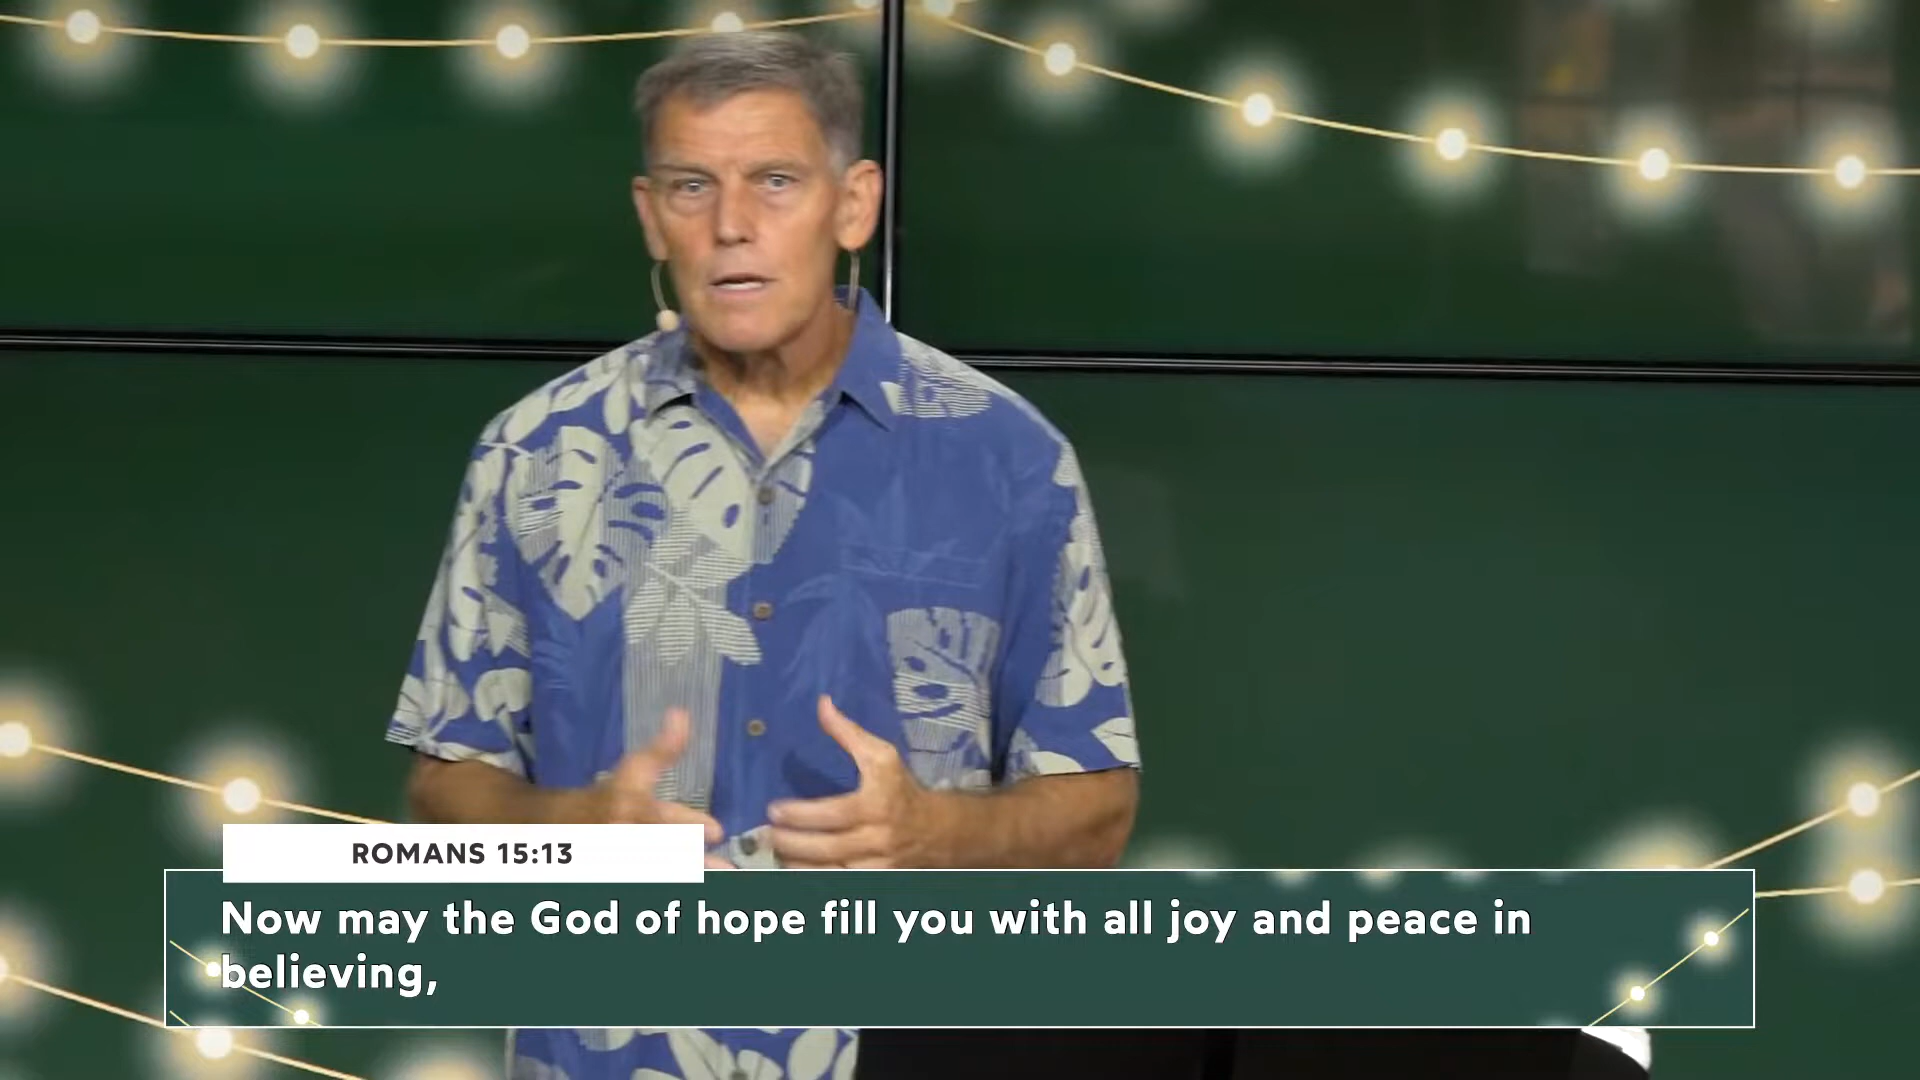 ROMANS 15:13
Now may the God of hope fill you with all joy and peace in
believing,